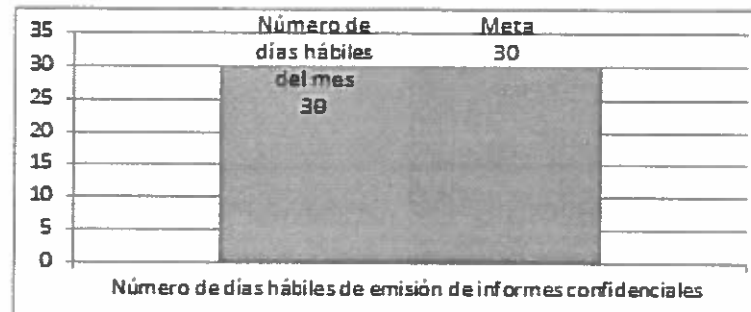 35
30
25
20
15
10
5
0
Número de
días hábiles
del mes
38
Meta
30
Número de días hábiles de emisión de informes confidenciales